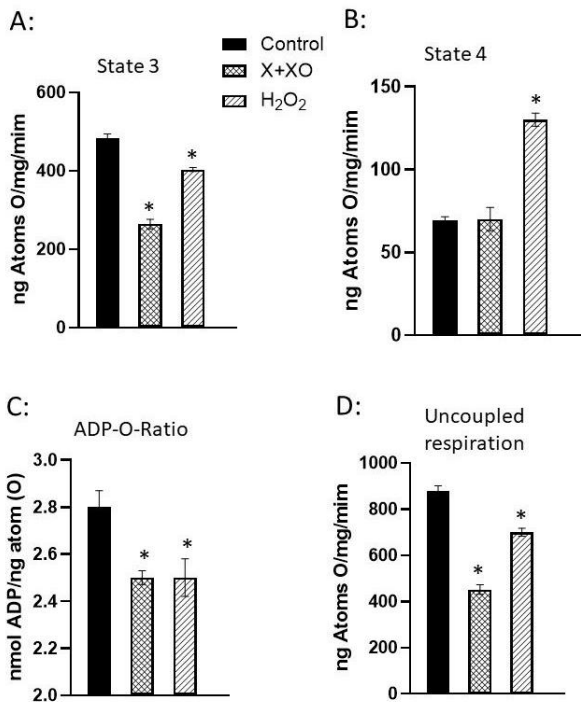 A:
State 3
Control
X+XO
H₂O₂
600
400
200
0
ng Atoms O/mg/mim
*
*
B:
State 4
150
100
50
0
ng Atoms O/mg/mim
*
C:
ADP-O-Ratio
3.0
2.8
2.6
2.4
2.2
2.0
nmol ADP/ng atom (O)
*
*
D:
Uncoupled
respiration
1000
800
600
400
200
0
ng Atoms O/mg/mim
*
*